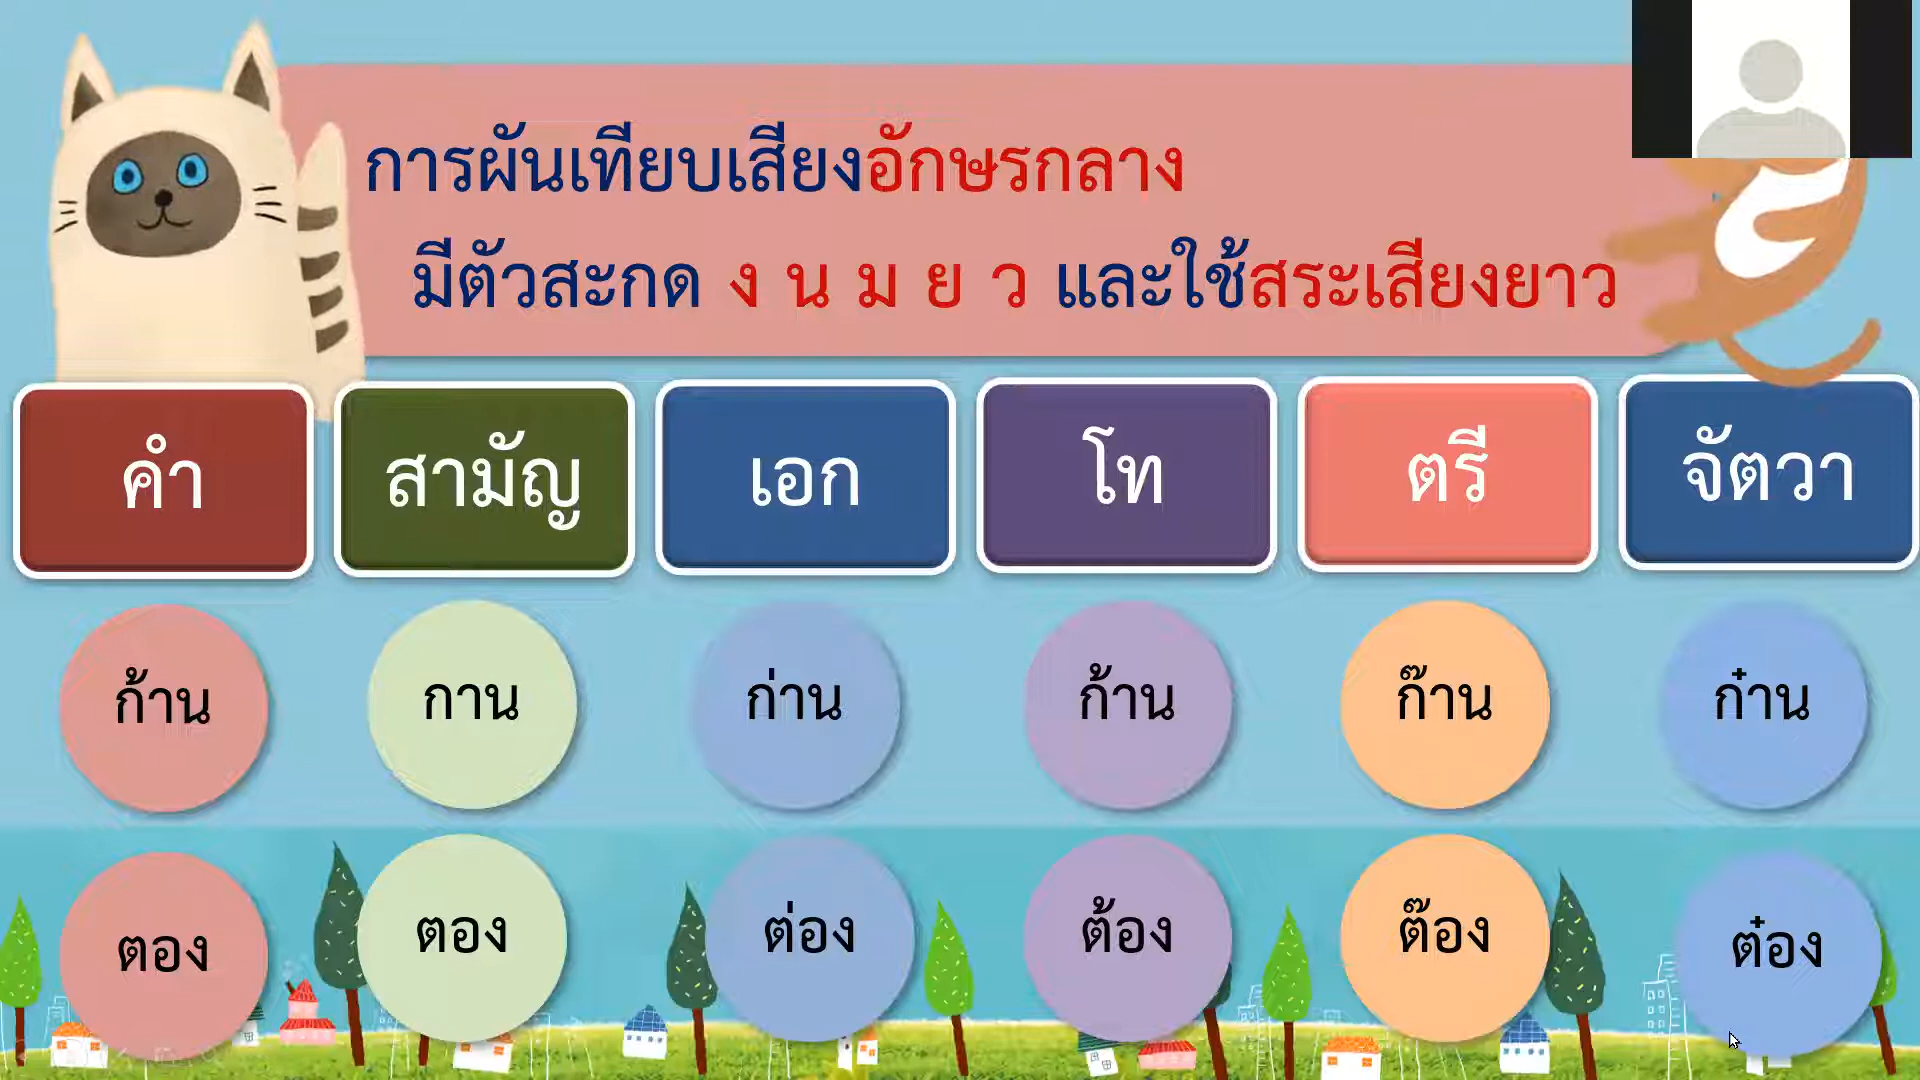 การผันเทียบเสียงอักษรกลาง
มีตัวสะกด ง น ม ย ว และใช้สระเสียงยาว
คำ สามัญ เอก โท ตรี จัตวา
ก้าน กาน ก่าน ก้าน ก๊าน ก๋าน
ตอง ตอง ต่อง ต้อง ต๊อง ต๋อง